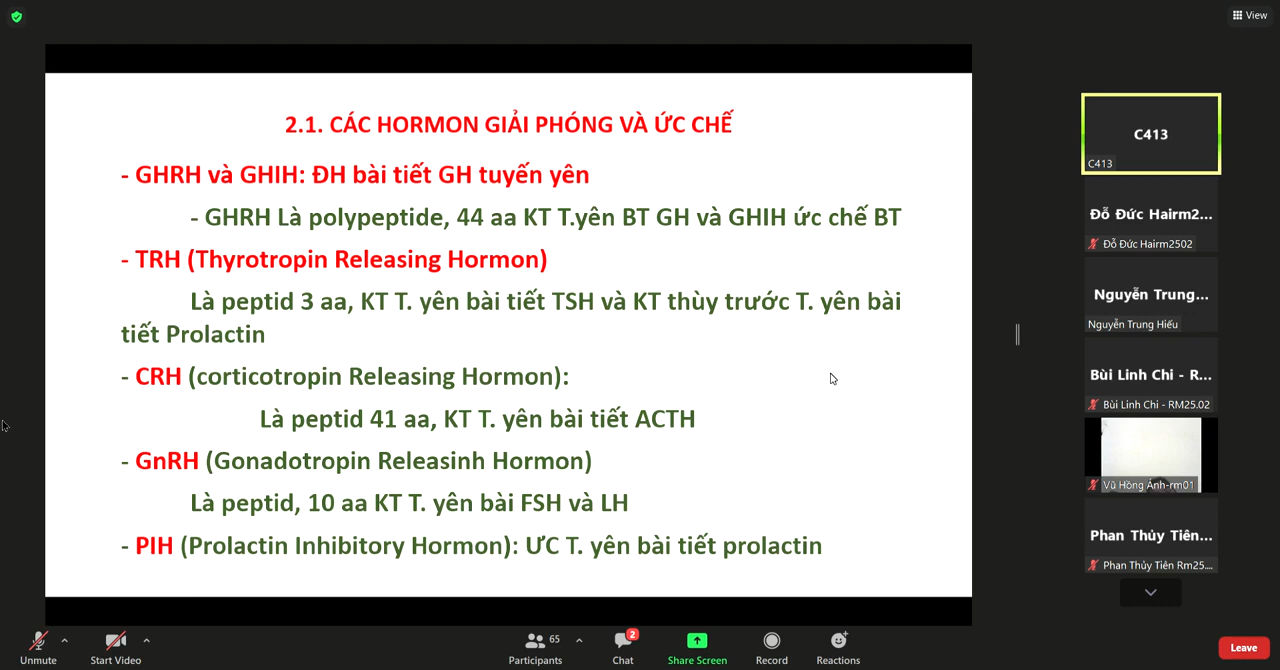 View
2.1. CÁC HORMON GIẢI PHÓNG VÀ ỨC CHẾ
- GHRH và GHIH: ĐH bài tiết GH tuyến yên
- GHRH Là polypeptide, 44 aa KT T.yên BT GH và GHIH ức chế BT
- TRH (Thyrotropin Releasing Hormon)
Là peptid 3 aa, KT T. yên bài tiết TSH và KT thùy trước T. yên bài
tiết Prolactin
- CRH (corticotropin Releasing Hormon):
Là peptid 41 aa, KT T. yên bài tiết ACTH
- GnRH (Gonadotropin Releasinh Hormon)
Là peptid, 10 aa KT T. yên bài FSH và LH
- PIH (Prolactin Inhibitory Hormon): ƯC T. yên bài tiết prolactin
C413
C413
Đỗ Đức Hairm2...
Đỗ Đức Hairm2502
Nguyễn Trung...
Nguyễn Trung Hiếu
Bùi Linh Chi - R...
Bùi Linh Chi - RM25.02
Vũ Hồng Ánh-rm01
Phan Thủy Tiên...
Phan Thủy Tiên Rm25....
Unmute
Start Video
65
Participants
2
Chat
Share Screen
Record
Reactions
Leave